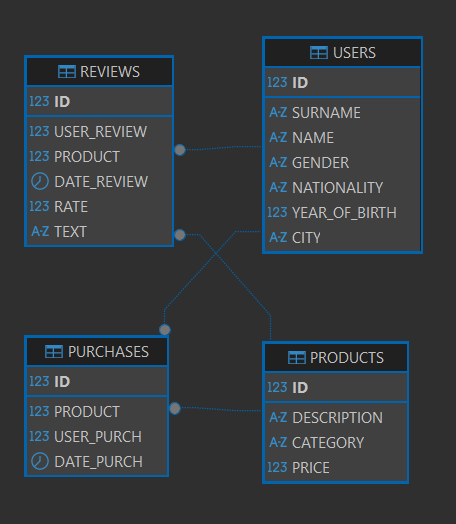 REVIEWS
123 ID
123 USER_REVIEW
123 PRODUCT
DATE_REVIEW
123 RATE
A-Z TEXT
USERS
123 ID
A-Z SURNAME
A-Z NAME
A-Z GENDER
A-Z NATIONALITY
123 YEAR_OF_BIRTH
A-Z CITY
PURCHASES
123 ID
123 PRODUCT
123 USER_PURCH
DATE_PURCH
PRODUCTS
123 ID
A-Z DESCRIPTION
A-Z CATEGORY
123 PRICE